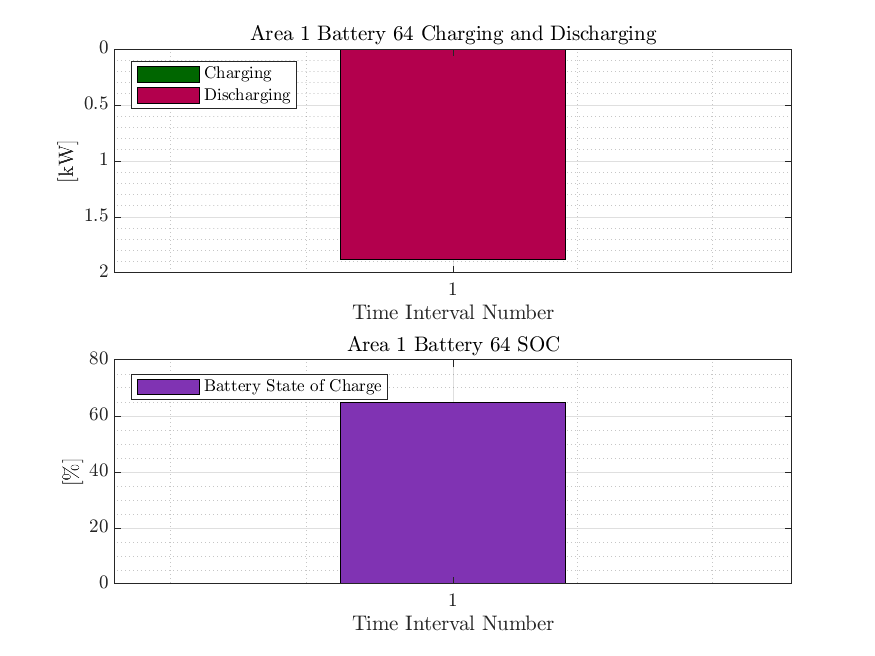 Area 1 Battery 64 Charging and Discharging
0
0.5
1
1.5
2
[kW]
Charging
Discharging
1
Time Interval Number
Area 1 Battery 64 SOC
80
60
40
20
0
[%]
Battery State of Charge
1
Time Interval Number